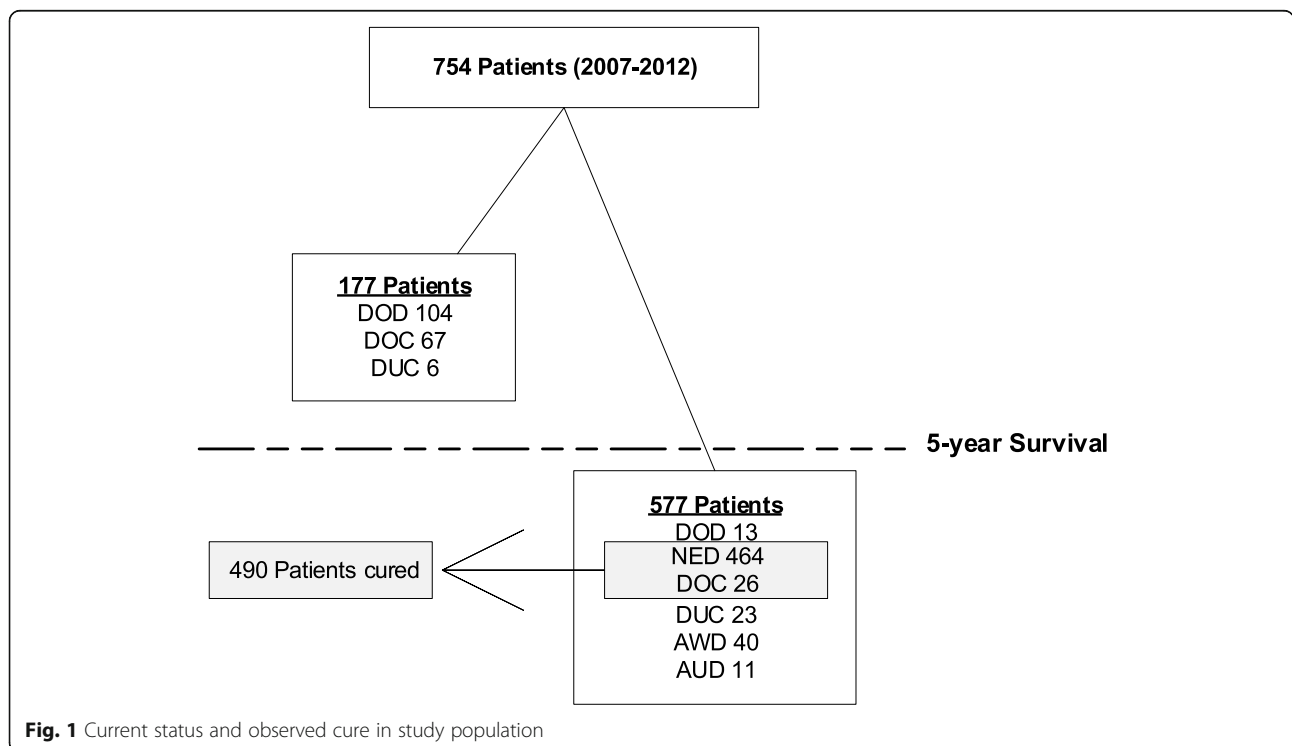 754 Patients (2007-2012)
177 Patients
DOD 104
DOC 67
DUC 6
5-year Survival
577 Patients
DOD 13
NED 464
DOC 26
DUC 23
AWD 40
AUD 11
490 Patients cured
Fig. 1 Current status and observed cure in study population